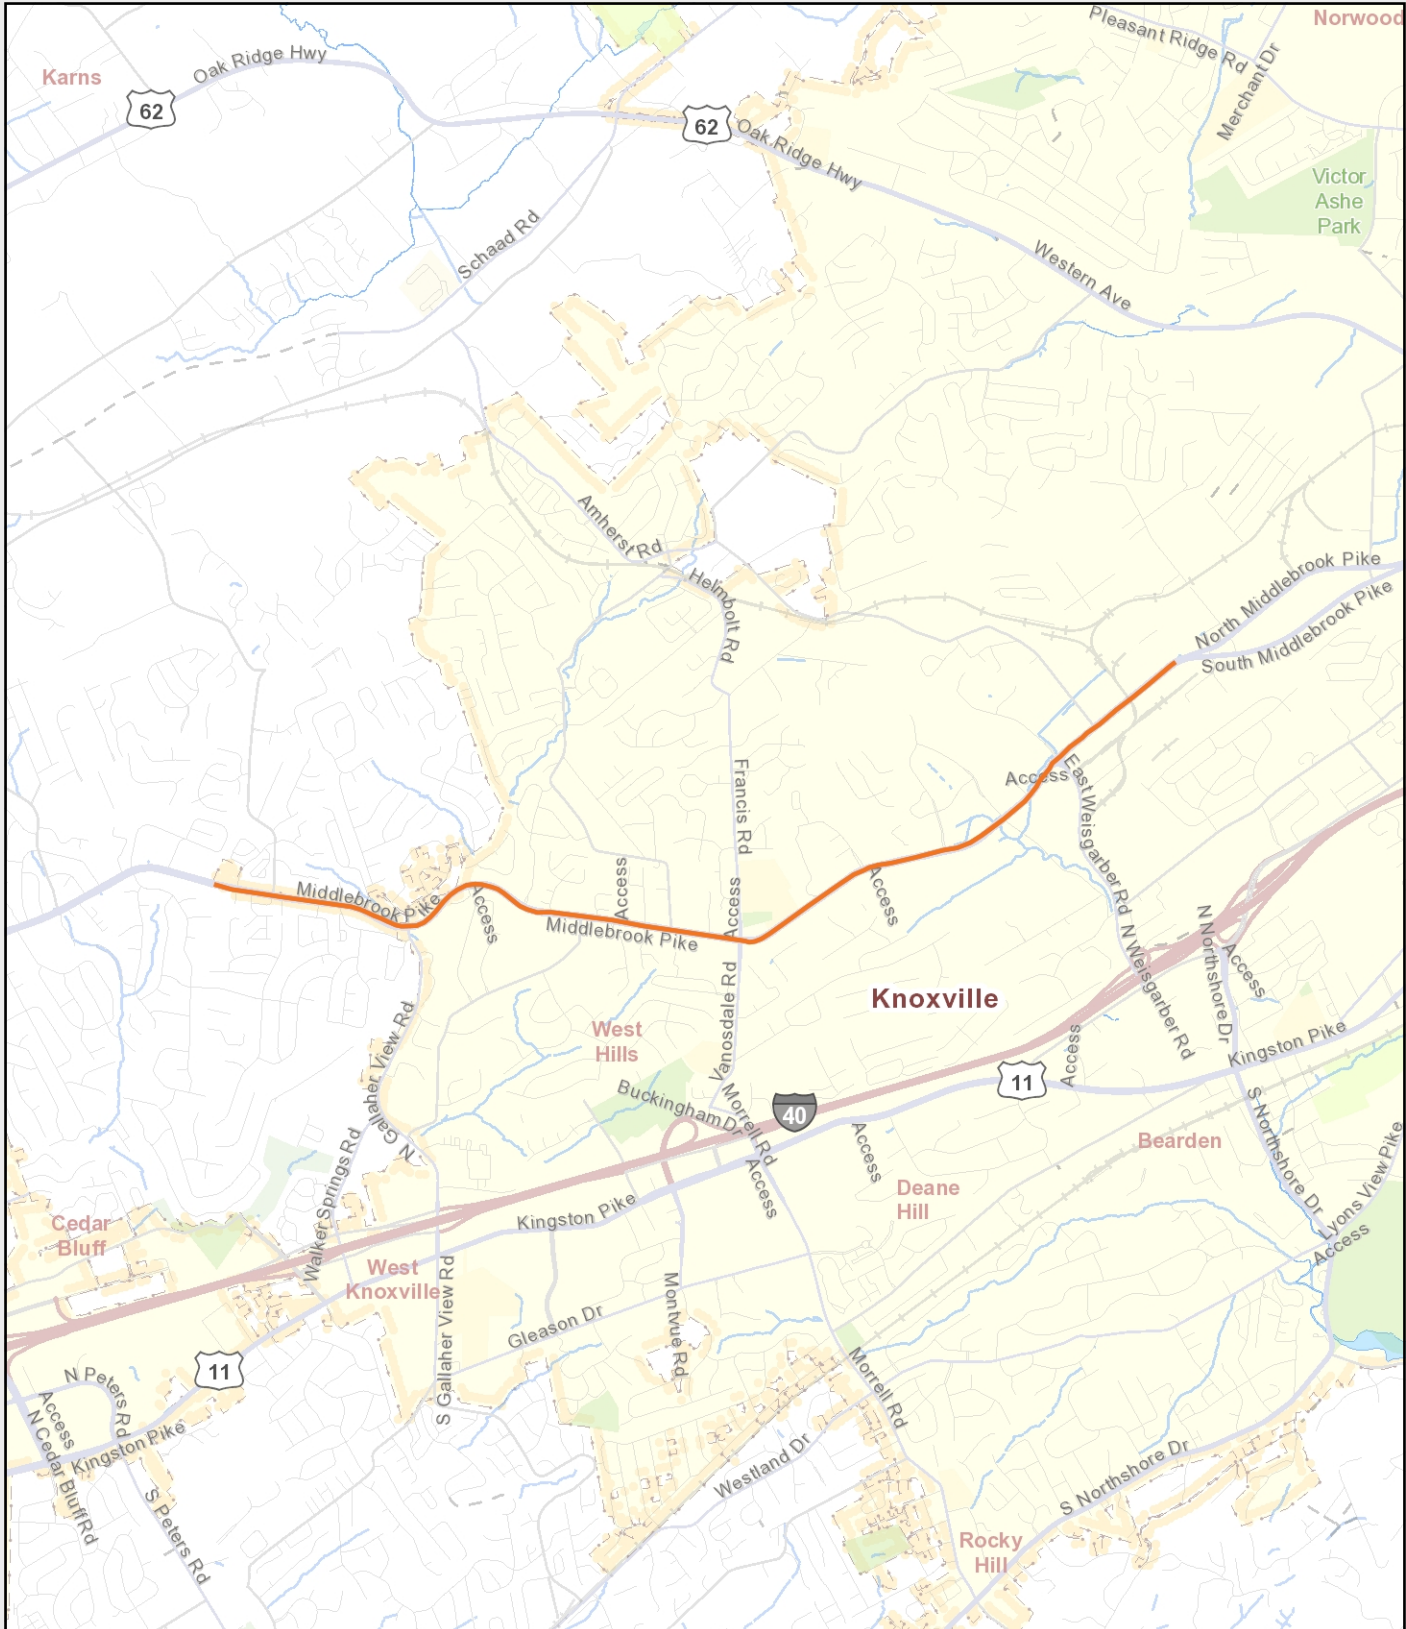 Norwood
Pleasant Ridge Rd
Oak Ridge Hwy
Karns
62
Merchant Dr
62
Oak Ridge Hwy
Victor
Ashe
Park
Schaad Rd
Western Ave
Amherst Rd
Helmbolt Rd
North Middlebrook Pike
South Middlebrook Pike
Francis Rd
Access
East Weisgarber Rd
Access
Access
Access
Middlebrook Pike
Access
Middlebrook Pike
N Northshore Dr
N Weisgarber Rd
Access
Knoxville
Vanosdale Rd
West
Hills
N Gallaher View Rd
Kingston Pike
Access
11
Buckingham Dr
Morrell Rd
40
S Northshore Dr
Bearden
Access
Access
Walker Springs Rd
Lyons View Pike
Deane
Hill
Access
Cedar
Bluff
Kingston Pike
West
Knoxville
S Gallaher View Rd
Montvue Rd
Gleason Dr
11
N Peters Rd
Morrell Rd
Access
N Cedar Bluff Rd
Kingston Pike
Westland Dr
S Northshore Dr
S Peters Rd
Rocky
Hill